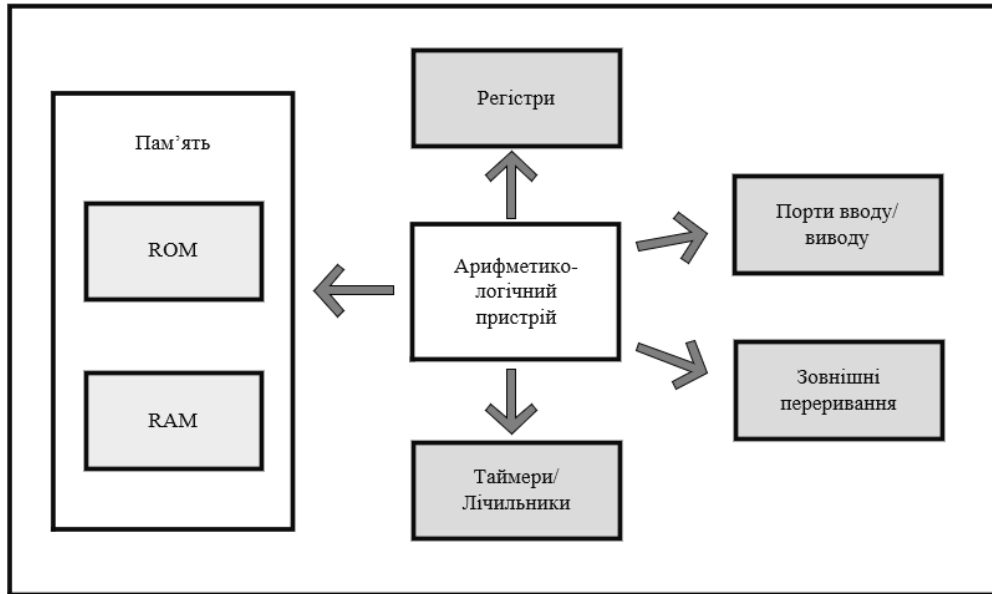 Регістри
Пам’ять
ROM
RAM
Арифметико-
логічний
пристрій
Порти вводу/
виводу
Зовнішні
переривання
Таймери/
Лічильники